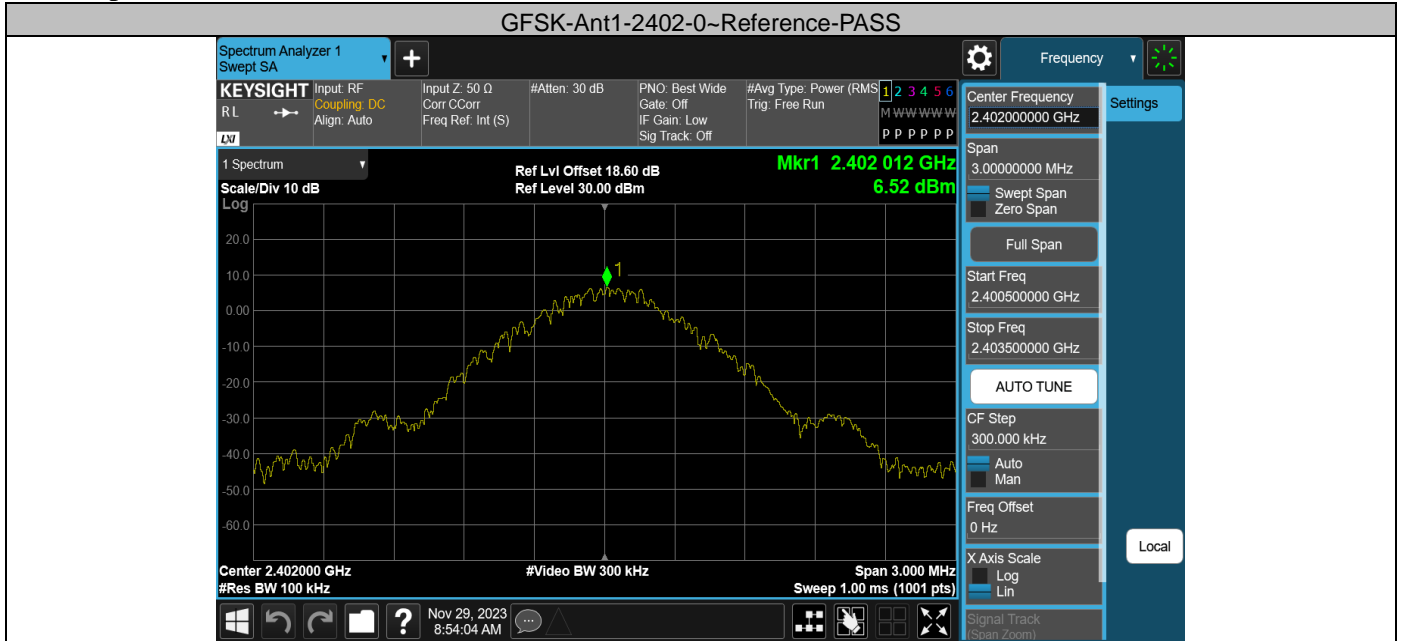 GFSK-Ant1-2402-0~Reference-PASS
Spectrum Analyzer 1
Swept SA
+
Frequency
KEYSIGHT
RL
LXI
Input: RF
Coupling: DC
Align: Auto
Input Z: 50 Ω
Corr CCorr
Freq Ref: Int (S)
#Atten: 30 dB
PNO: Best Wide
Gate: Off
IF Gain: Low
Sig Track: Off
#Avg Type: Power (RMS
Trig: Free Run
1 2 3 4 5 6
M W W W W W
P P P P P P
1 Spectrum
Scale/Div 10 dB
Ref Lvl Offset 18.60 dB
Ref Level 30.00 dBm
Mkr1 2.402 012 GHz
6.52 dBm
Log
20.0
10.0
0.00
-10.0
-20.0
-30.0
-40.0
-50.0
-60.0
1
Center 2.402000 GHz
#Res BW 100 kHz
#Video BW 300 kHz
Span 3.000 MHz
Sweep 1.00 ms (1001 pts)
Center Frequency
2.402000000 GHz
Settings
Span
3.00000000 MHz
Swept Span
Zero Span
Full Span
Start Freq
2.400500000 GHz
Stop Freq
2.403500000 GHz
AUTO TUNE
CF Step
300.000 kHz
Auto
Man
Freq Offset
0 Hz
X Axis Scale
Log
Lin
Signal Track
(Span Zoom)
Local
?
Nov 29, 2023
8:54:04 AM